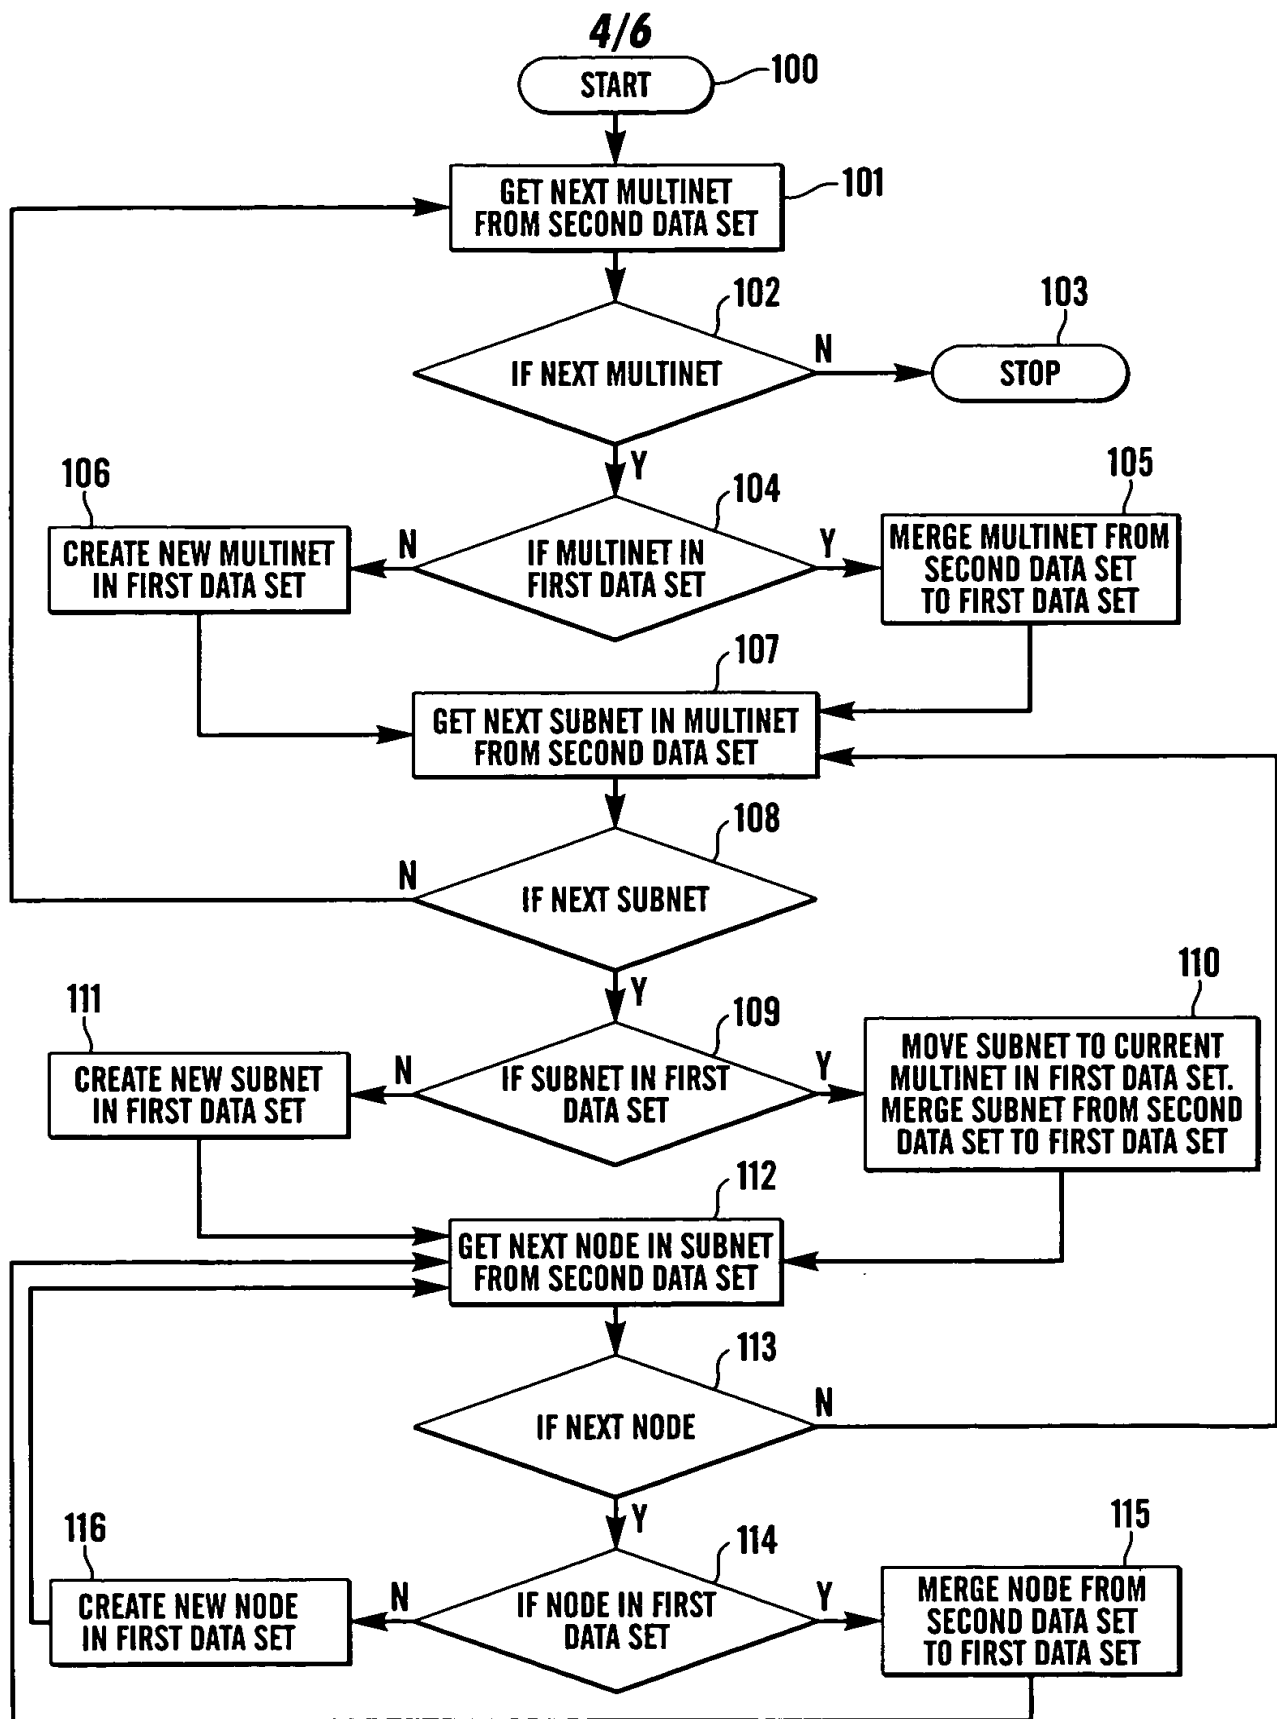 4/6
START
100
GET NEXT MULTINET
FROM SECOND DATA SET
101
102
IF NEXT MULTINET
N
103
STOP
Y
106
CREATE NEW MULTINET
IN FIRST DATA SET
N
104
IF MULTINET IN
FIRST DATA SET
Y
105
MERGE MULTINET FROM
SECOND DATA SET
TO FIRST DATA SET
107
GET NEXT SUBNET IN MULTINET
FROM SECOND DATA SET
108
N
IF NEXT SUBNET
Y
111
CREATE NEW SUBNET
IN FIRST DATA SET
N
109
IF SUBNET IN FIRST
DATA SET
Y
110
MOVE SUBNET TO CURRENT
MULTINET IN FIRST DATA SET.
MERGE SUBNET FROM SECOND
DATA SET TO FIRST DATA SET
112
GET NEXT NODE IN SUBNET
FROM SECOND DATA SET
113
IF NEXT NODE
N
Y
116
CREATE NEW NODE
IN FIRST DATA SET
N
114
IF NODE IN FIRST
DATA SET
Y
115
MERGE NODE FROM
SECOND DATA SET
TO FIRST DATA SET